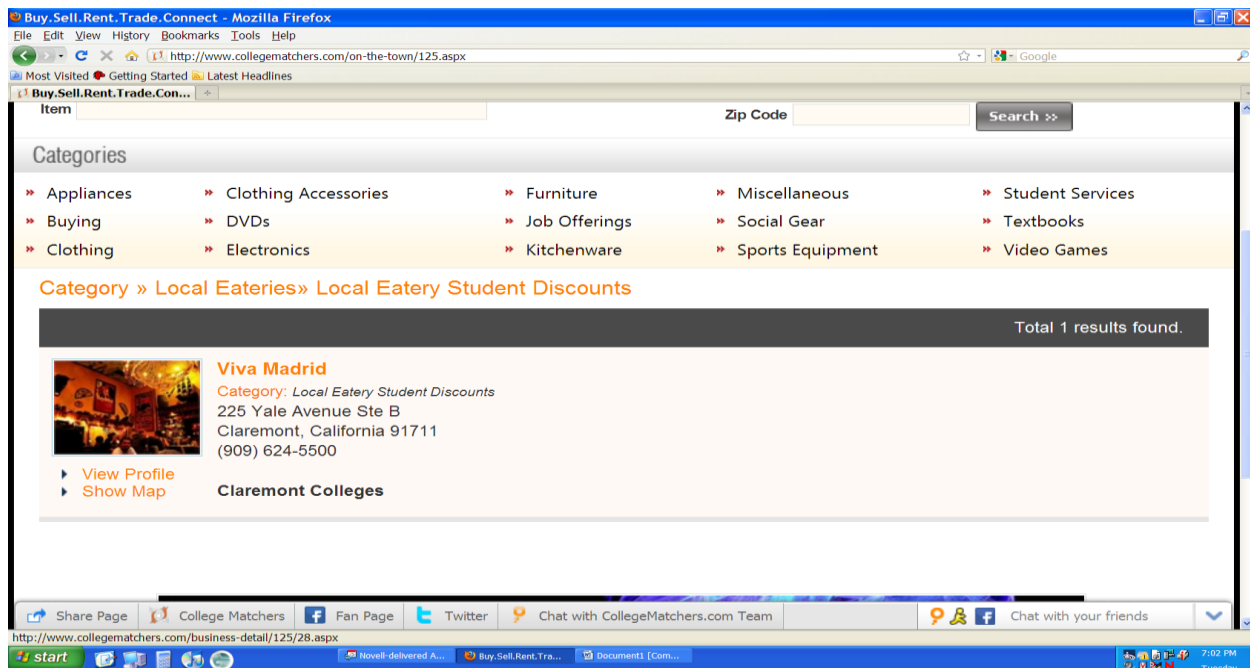 Buy.Sell.Rent.Trade.Connect - Mozilla Firefox
File Edit View History Bookmarks Tools Help
http://www.collegematchers.com/on-the-town/125.aspx
Google
Most Visited Getting Started Latest Headlines
Buy.Sell.Rent.Trade.Con...
Item
Zip Code
Search »
Categories
» Appliances » Clothing Accessories » Furniture » Miscellaneous » Student Services
» Buying » DVDs » Job Offerings » Social Gear » Textbooks
» Clothing » Electronics » Kitchenware » Sports Equipment » Video Games
Category » Local Eateries» Local Eatery Student Discounts
Total 1 results found.
Viva Madrid
Category: Local Eatery Student Discounts
225 Yale Avenue Ste B
Claremont, California 91711
(909) 624-5500
View Profile
Show Map
Claremont Colleges
Share Page College Matchers Fan Page Twitter Chat with CollegeMatchers.com Team Chat with your friends
http://www.collegematchers.com/business-detail/125/28.aspx
start Novell-delivered A... Buy.Sell.Rent.Tra... Document1 [Com... 7:02 PM
Tuesday